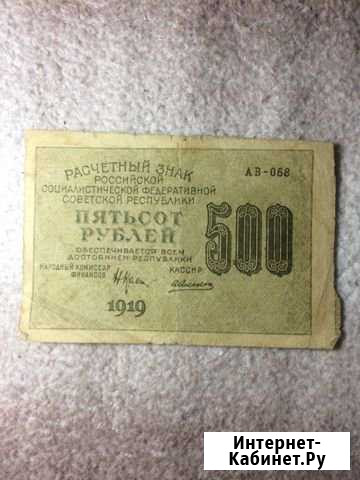 АВ-068
РАСЧЕТНЫЙ ЗНАК
РОССИЙСКОЙ
СОЦИАЛИСТИЧЕСКОЙ ФЕДЕРАТИВНОЙ
СОВЕТСКОЙ РЕСПУБЛИКИ
ПЯТЬСОТ
РУБЛЕЙ
500
ОБЕСПЕЧИВАЕТСЯ ВСЕМ
ДОСТОЯНИЕМ РЕСПУБЛИКИ
НАРОДНЫЙ КОМИССАР
ФИНАНСОВ
КАССИР
1919
Интернет-
Кабинет.Ру